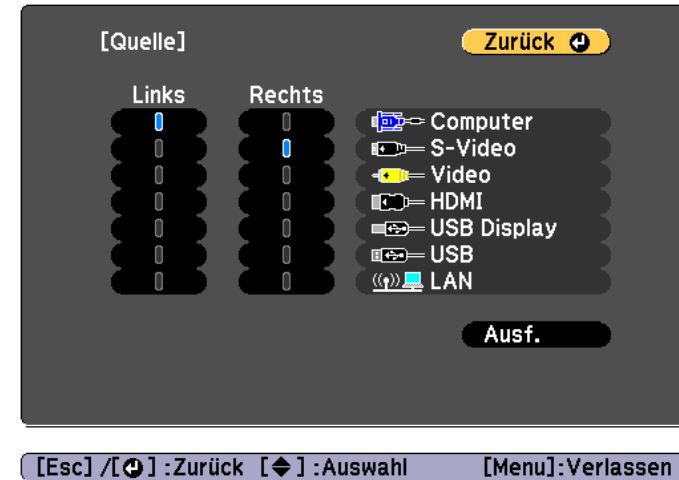 [Quelle]
Zurück
Links Rechts
Computer
S-Video
Video
HDMI
USB Display
USB
LAN
Ausf.
[Esc] /[ ] :Zurück [ ] :Auswahl [Menu]:Verlassen